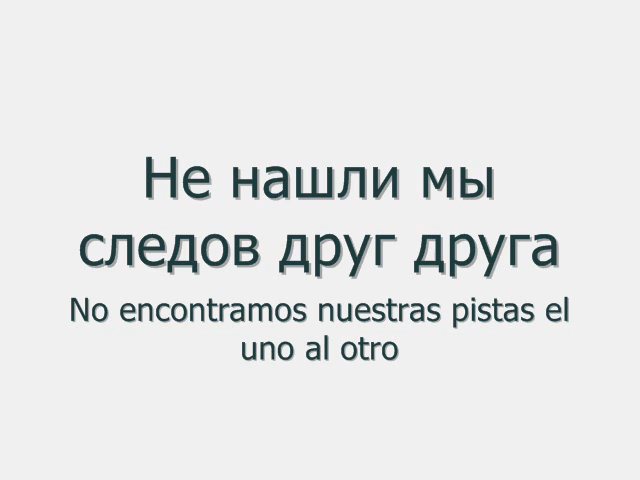 Не нашли мы
следов друг друга
No encontramos nuestras pistas el
uno al otro